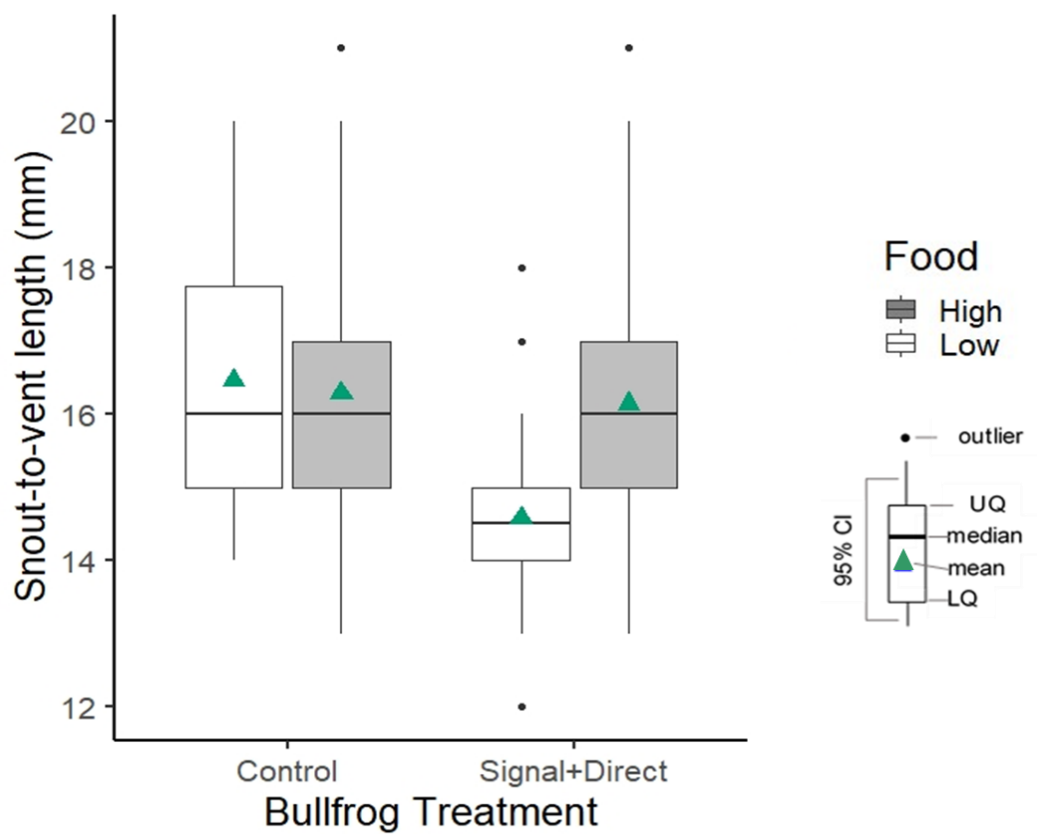 Snout-to-vent length (mm)
20
18
16
14
12
Control
Signal+Direct
Bullfrog Treatment
Food
High
Low
outlier
UQ
median
mean
LQ
95% CI